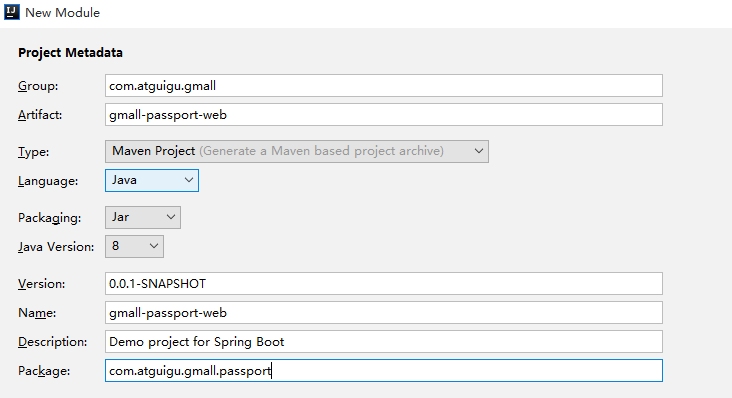 IJ New Module
Project Metadata
Group: com.atguigu.gmall
Artifact: gmall-passport-web
Type: Maven Project (Generate a Maven based project archive)
Language: Java
Packaging: Jar
Java Version: 8
Version: 0.0.1-SNAPSHOT
Name: gmall-passport-web
Description: Demo project for Spring Boot
Package: com.atguigu.gmall.passport